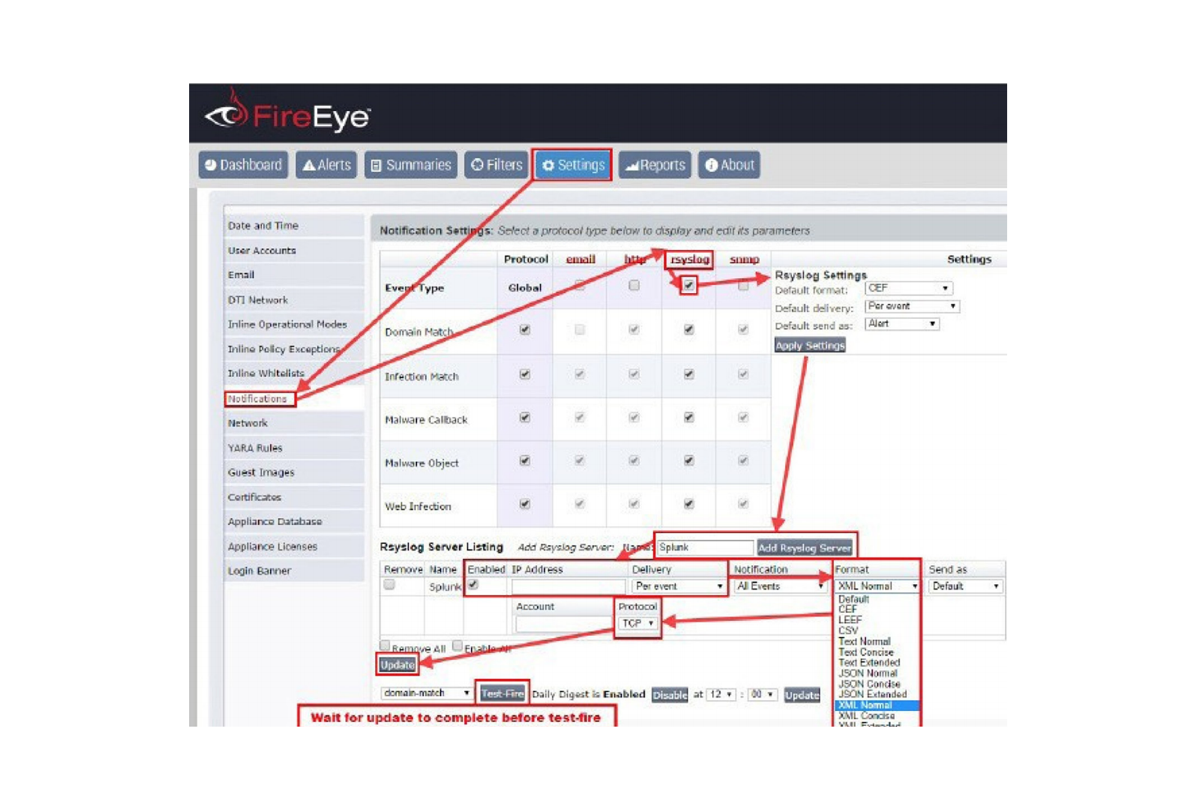 FireEye™
Dashboard Alerts Summaries Filters Settings Reports About
Date and Time
User Accounts
Email
DTI Network
Inline Operational Modes
Inline Policy Exceptions
Inline Whitelists
Notifications
Network
YARA Rules
Guest Images
Certificates
Appliance Database
Appliance Licenses
Login Banner
Notification Settings: Select a protocol type below to display and edit its parameters
Protocol email http rsyslog snmp Settings
Event Type Global
Domain Match
Infection Match
Malware Callback
Malware Object
Web Infection
Rsyslog Settings
Default format: CEF
Default delivery: Per event
Default send as: Alert
Apply Settings
Rsyslog Server Listing Add Rsyslog Server: Name: Splunk Add Rsyslog Server
Remove Name Enabled IP Address Delivery Notification Format Send as
Splunk Per event All Events XML Normal Default
Account Protocol
TCP
Default
CEF
LEEF
CSV
Text Normal
Text Concise
Text Extended
JSON Normal
JSON Concise
JSON Extended
XML Normal
XML Concise
XML Extended
Remove All Enable All
Update
domain-match Test-Fire Daily Digest is Enabled Disable at 12 : 00 Update
Wait for update to complete before test-fire